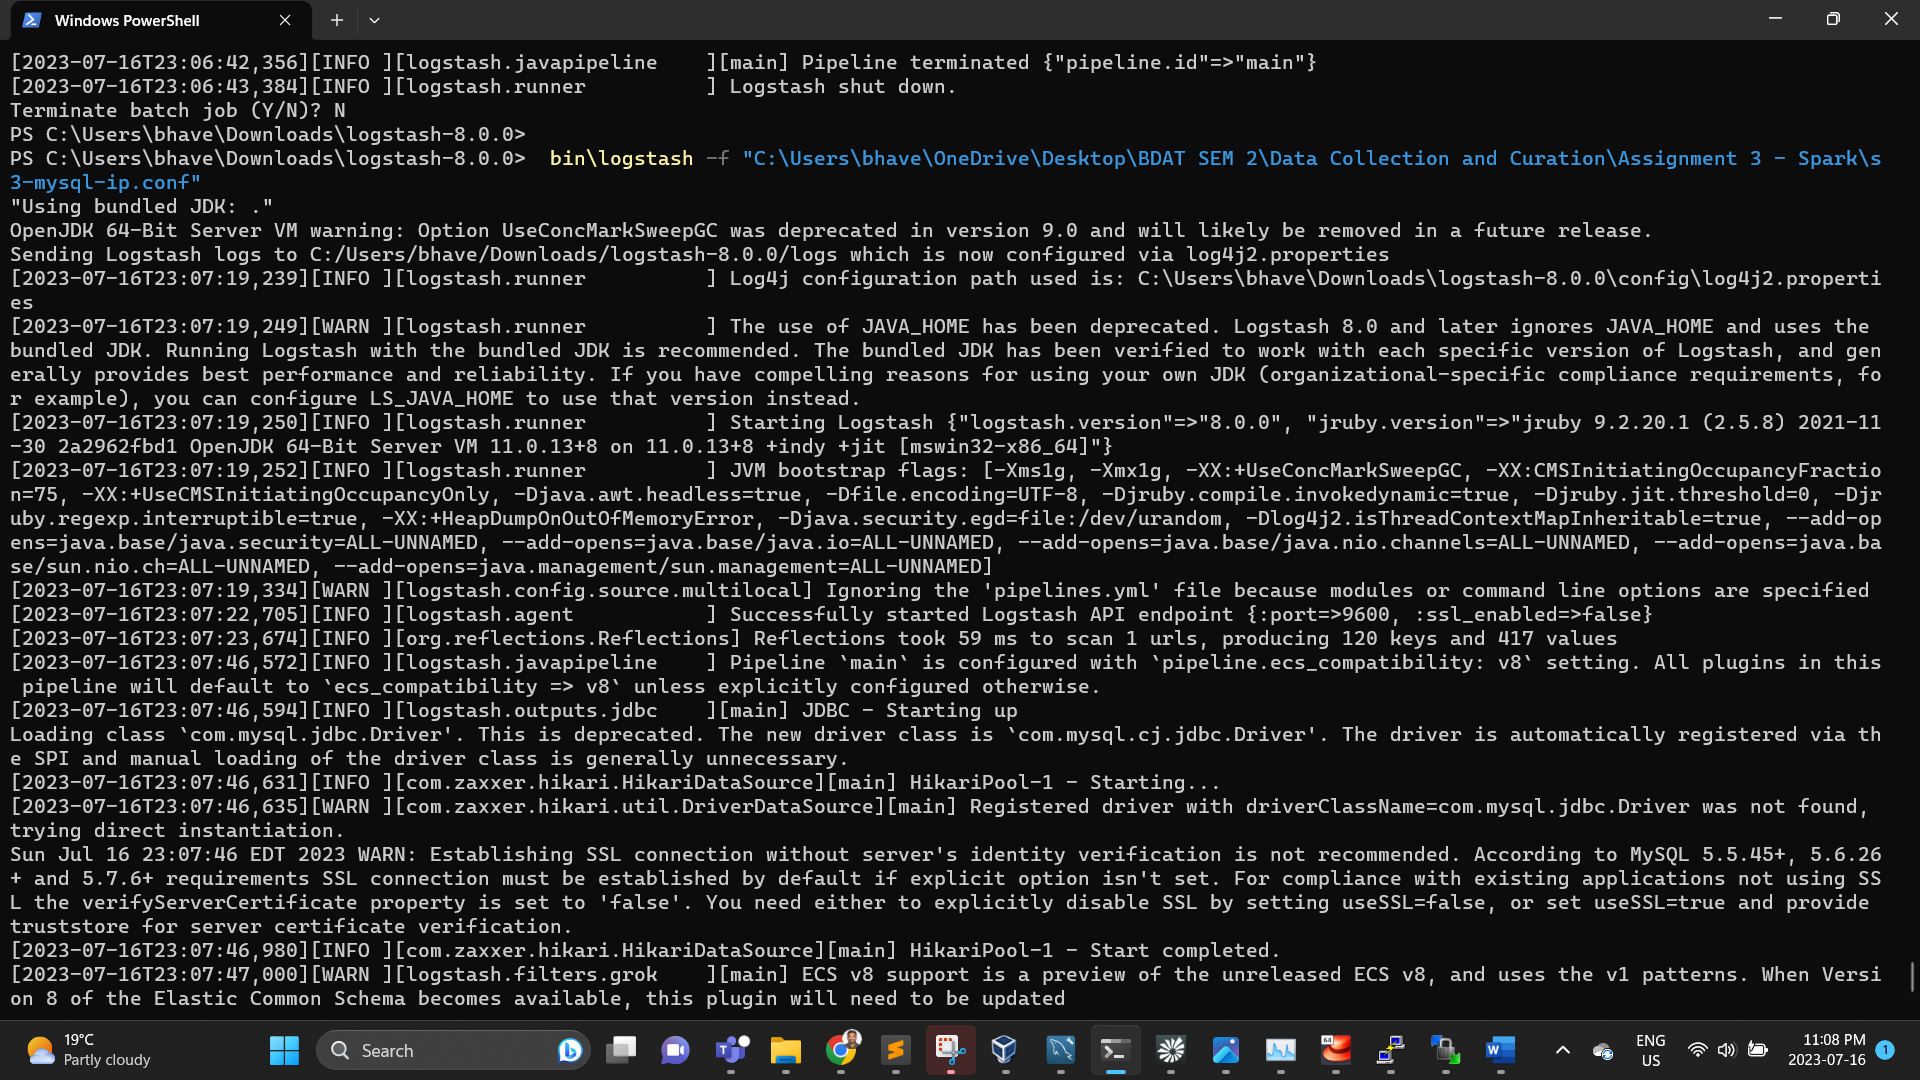 Windows PowerShell
[2023-07-16T23:06:42,356][INFO ][logstash.javapipeline    ][main] Pipeline terminated {"pipeline.id"=>"main"}
[2023-07-16T23:06:43,384][INFO ][logstash.runner          ] Logstash shut down.
Terminate batch job (Y/N)? N
PS C:\Users\bhave\Downloads\logstash-8.0.0>
PS C:\Users\bhave\Downloads\logstash-8.0.0>  bin\logstash -f "C:\Users\bhave\OneDrive\Desktop\BDAT SEM 2\Data Collection and Curation\Assignment 3 - Spark\s
3-mysql-ip.conf"
"Using bundled JDK: ."
OpenJDK 64-Bit Server VM warning: Option UseConcMarkSweepGC was deprecated in version 9.0 and will likely be removed in a future release.
Sending Logstash logs to C:/Users/bhave/Downloads/logstash-8.0.0/logs which is now configured via log4j2.properties
[2023-07-16T23:07:19,239][INFO ][logstash.runner          ] Log4j configuration path used is: C:\Users\bhave\Downloads\logstash-8.0.0\config\log4j2.properti
es
[2023-07-16T23:07:19,249][WARN ][logstash.runner          ] The use of JAVA_HOME has been deprecated. Logstash 8.0 and later ignores JAVA_HOME and uses the
bundled JDK. Running Logstash with the bundled JDK is recommended. The bundled JDK has been verified to work with each specific version of Logstash, and gen
erally provides best performance and reliability. If you have compelling reasons for using your own JDK (organizational-specific compliance requirements, fo
r example), you can configure LS_JAVA_HOME to use that version instead.
[2023-07-16T23:07:19,250][INFO ][logstash.runner          ] Starting Logstash {"logstash.version"=>"8.0.0", "jruby.version"=>"jruby 9.2.20.1 (2.5.8) 2021-11
-30 2a2962fbd1 OpenJDK 64-Bit Server VM 11.0.13+8 on 11.0.13+8 +indy +jit [mswin32-x86_64]"}
[2023-07-16T23:07:19,252][INFO ][logstash.runner          ] JVM bootstrap flags: [-Xms1g, -Xmx1g, -XX:+UseConcMarkSweepGC, -XX:CMSInitiatingOccupancyFractio
n=75, -XX:+UseCMSInitiatingOccupancyOnly, -Djava.awt.headless=true, -Dfile.encoding=UTF-8, -Djruby.compile.invokedynamic=true, -Djruby.jit.threshold=0, -Djr
uby.regexp.interruptible=true, -XX:+HeapDumpOnOutOfMemoryError, -Djava.security.egd=file:/dev/urandom, -Dlog4j2.isThreadContextMapInheritable=true, --add-op
ens=java.base/java.security=ALL-UNNAMED, --add-opens=java.base/java.io=ALL-UNNAMED, --add-opens=java.base/java.nio.channels=ALL-UNNAMED, --add-opens=java.ba
se/sun.nio.ch=ALL-UNNAMED, --add-opens=java.management/sun.management=ALL-UNNAMED]
[2023-07-16T23:07:19,334][WARN ][logstash.config.source.multilocal] Ignoring the 'pipelines.yml' file because modules or command line options are specified
[2023-07-16T23:07:22,705][INFO ][logstash.agent           ] Successfully started Logstash API endpoint {:port=>9600, :ssl_enabled=>false}
[2023-07-16T23:07:23,674][INFO ][org.reflections.Reflections] Reflections took 59 ms to scan 1 urls, producing 120 keys and 417 values
[2023-07-16T23:07:46,572][INFO ][logstash.javapipeline    ] Pipeline `main` is configured with `pipeline.ecs_compatibility: v8` setting. All plugins in this
 pipeline will default to `ecs_compatibility => v8` unless explicitly configured otherwise.
[2023-07-16T23:07:46,594][INFO ][logstash.outputs.jdbc    ][main] JDBC - Starting up
Loading class `com.mysql.jdbc.Driver'. This is deprecated. The new driver class is `com.mysql.cj.jdbc.Driver'. The driver is automatically registered via th
e SPI and manual loading of the driver class is generally unnecessary.
[2023-07-16T23:07:46,631][INFO ][com.zaxxer.hikari.HikariDataSource][main] HikariPool-1 - Starting...
[2023-07-16T23:07:46,635][WARN ][com.zaxxer.hikari.util.DriverDataSource][main] Registered driver with driverClassName=com.mysql.jdbc.Driver was not found,
trying direct instantiation.
Sun Jul 16 23:07:46 EDT 2023 WARN: Establishing SSL connection without server's identity verification is not recommended. According to MySQL 5.5.45+, 5.6.26
+ and 5.7.6+ requirements SSL connection must be established by default if explicit option isn't set. For compliance with existing applications not using SS
L the verifyServerCertificate property is set to 'false'. You need either to explicitly disable SSL by setting useSSL=false, or set useSSL=true and provide
truststore for server certificate verification.
[2023-07-16T23:07:46,980][INFO ][com.zaxxer.hikari.HikariDataSource][main] HikariPool-1 - Start completed.
[2023-07-16T23:07:47,000][WARN ][logstash.filters.grok    ][main] ECS v8 support is a preview of the unreleased ECS v8, and uses the v1 patterns. When Versi
on 8 of the Elastic Common Schema becomes available, this plugin will need to be updated
19°C
Partly cloudy
Search
64
ENG
US
11:08 PM
2023-07-16
1